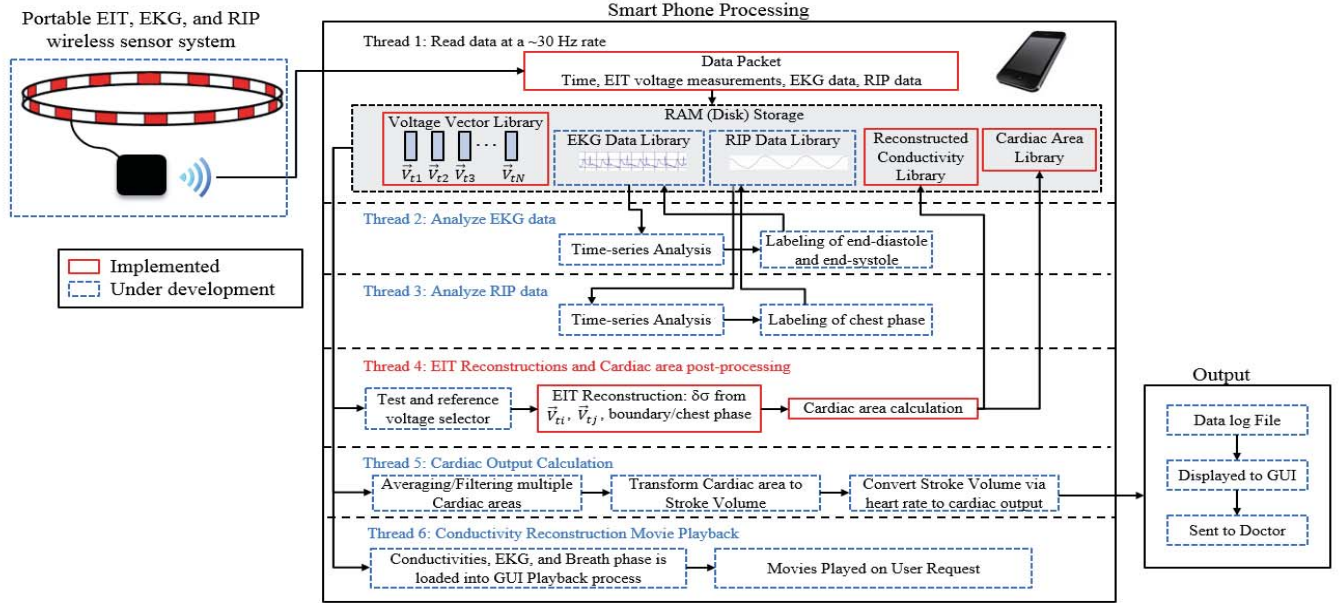 Portable EIT, EKG, and RIP
wireless sensor system
Implemented
Under development
Smart Phone Processing
Thread 1: Read data at a ~30 Hz rate
Data Packet
Time, EIT voltage measurements, EKG data, RIP data
RAM (Disk) Storage
Voltage Vector Library
V⃗t1 V⃗t2 V⃗t3 ⋯ V⃗tN
EKG Data Library
RIP Data Library
Reconstructed
Conductivity
Library
Cardiac Area
Library
Thread 2: Analyze EKG data
Time-series Analysis
Labeling of end-diastole
and end-systole
Thread 3: Analyze RIP data
Time-series Analysis
Labeling of chest phase
Thread 4: EIT Reconstructions and Cardiac area post-processing
Test and reference
voltage selector
EIT Reconstruction: δσ from
V⃗ti, V⃗tj, boundary/chest phase
Cardiac area calculation
Thread 5: Cardiac Output Calculation
Averaging/Filtering multiple
Cardiac areas
Transform Cardiac area to
Stroke Volume
Convert Stroke Volume via
heart rate to cardiac output
Thread 6: Conductivity Reconstruction Movie Playback
Conductivities, EKG, and Breath phase is
loaded into GUI Playback process
Movies Played on User Request
Output
Data log File
Displayed to GUI
Sent to Doctor